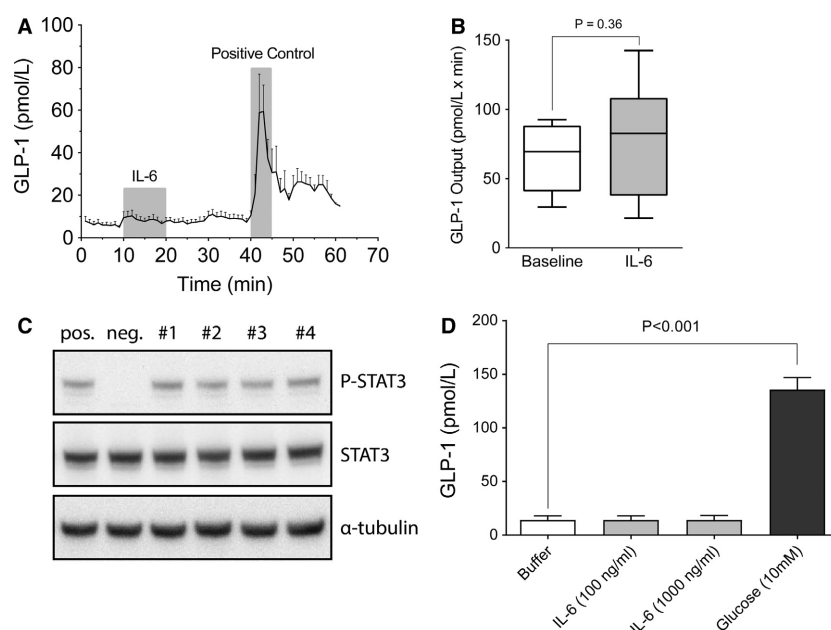 A
GLP-1 (pmol/L)
100
80
60
40
20
0
Positive Control
IL-6
0 10 20 30 40 50 60 70
Time (min)
B
P = 0.36
GLP-1 Output (pmol/L x min)
150
100
50
0
Baseline IL-6
C
pos. neg. #1 #2 #3 #4
P-STAT3
STAT3
α-tubulin
D
P<0.001
GLP-1 (pmol/L)
200
150
100
50
0
Buffer
IL-6 (100 ng/ml)
IL-6 (1000 ng/ml)
Glucose (10mM)